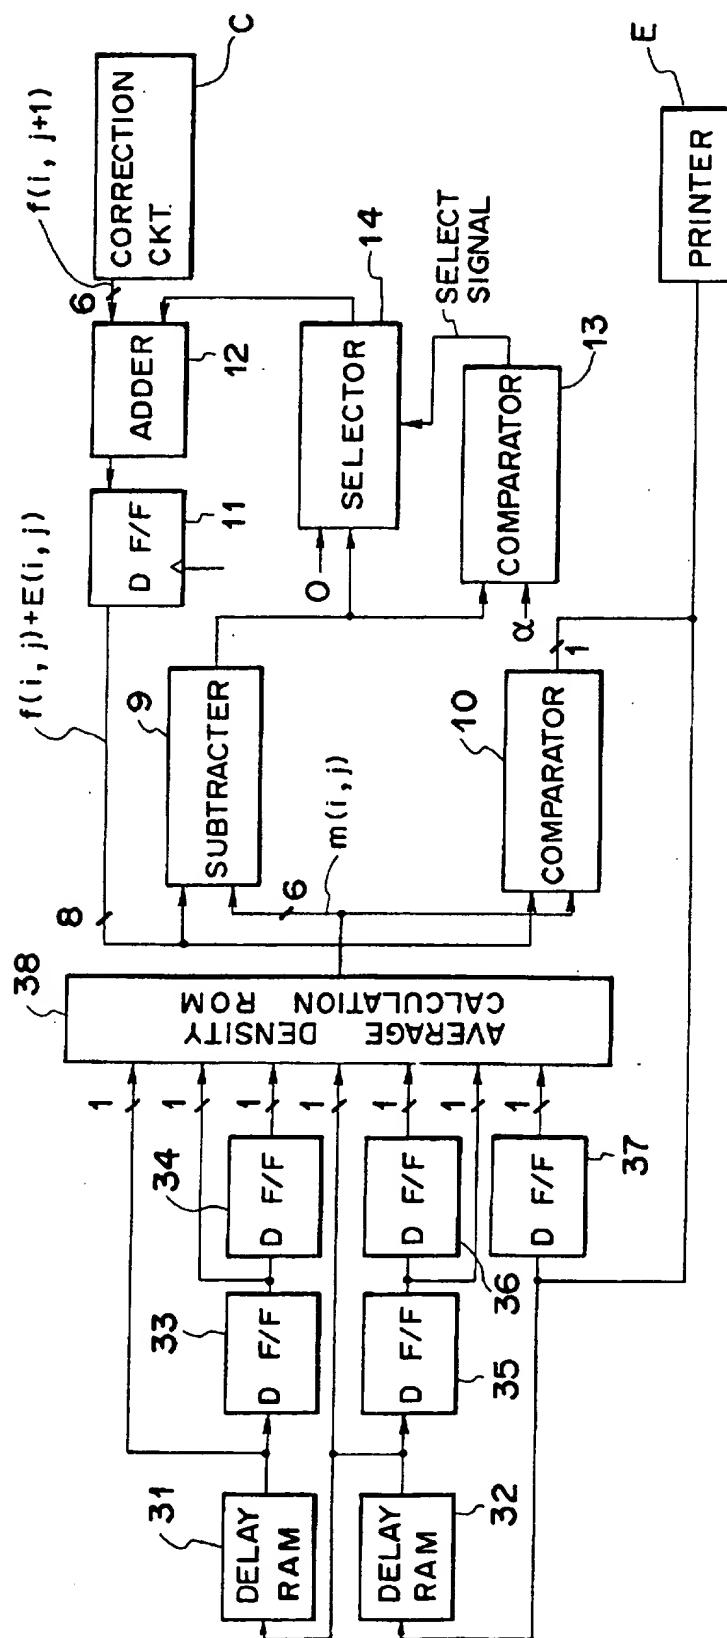 31
DELAY
RAM
32
DELAY
RAM
33
D F/F
34
D F/F
35
D F/F
36
D F/F
37
D F/F
1
1
1
1
1
1
1
38
AVERAGE DENSITY
CALCULATION ROM
8
6
m(i, j)
f(i, j)+E(i, j)
9
SUBTRACTER
10
COMPARATOR
1
D F/F
11
ADDER
12
6
f(i, j+1)
CORRECTION
CKT.
C
0
SELECTOR
14
SELECT
SIGNAL
α
COMPARATOR
13
PRINTER
E